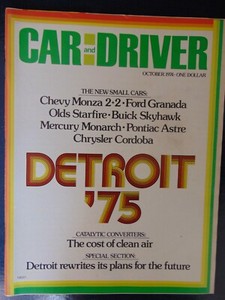 CAR and DRIVER
OCTOBER 1974 ONE DOLLAR
THE NEW SMALL CARS:
Chevy Monza 2+2 • Ford Granada
Olds Starfire • Buick Skyhawk
Mercury Monarch • Pontiac Astre
Chrysler Cordoba
DETROIT
'75
CATALYTIC CONVERTERS:
The cost of clean air
SPECIAL SECTION:
Detroit rewrites its plans for the future